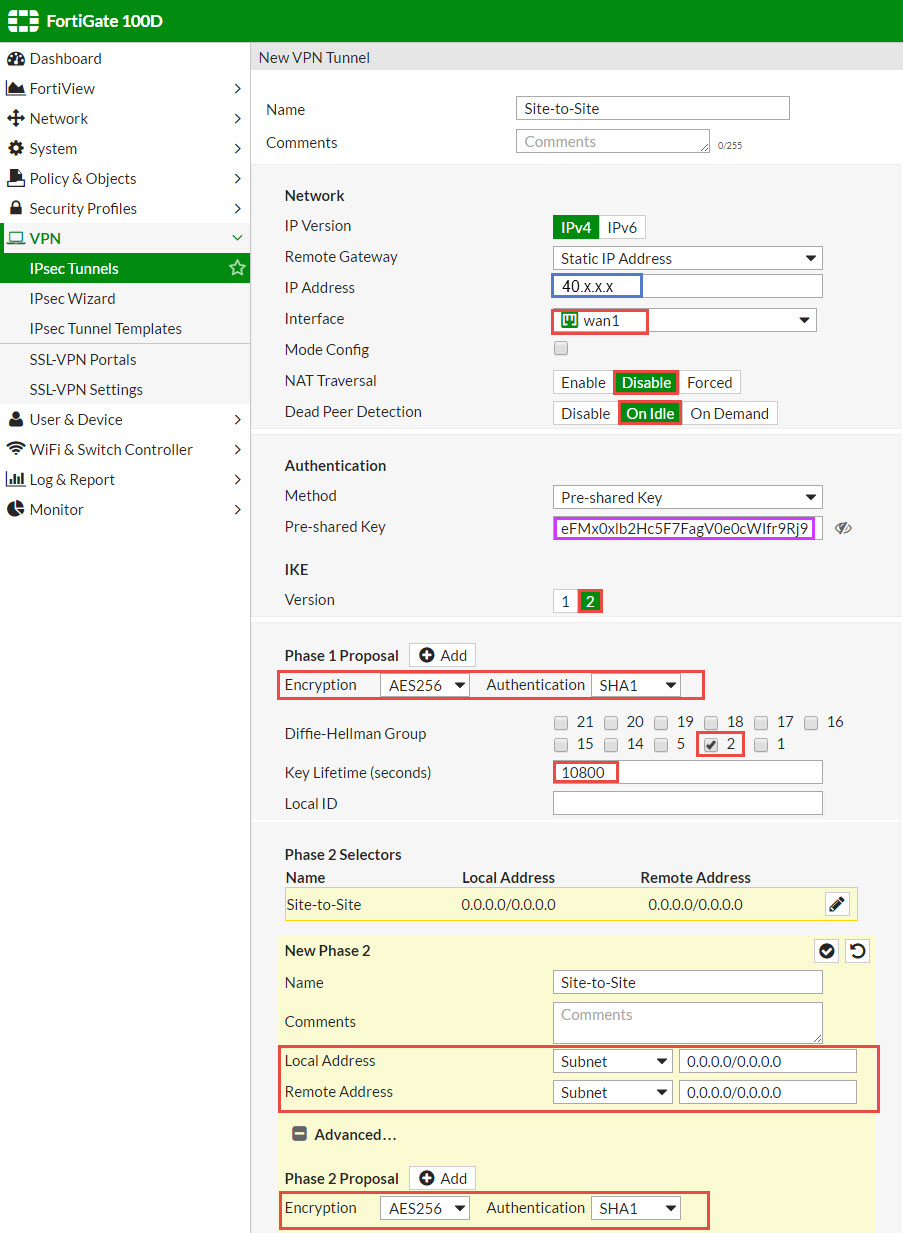 FortiGate 100D
Dashboard
FortiView
Network
System
Policy & Objects
Security Profiles
VPN
IPsec Tunnels
IPsec Wizard
IPsec Tunnel Templates
SSL-VPN Portals
SSL-VPN Settings
User & Device
WiFi & Switch Controller
Log & Report
Monitor
New VPN Tunnel
Name Site-to-Site
Comments Comments 0/255
Network
IP Version IPv4 IPv6
Remote Gateway Static IP Address
IP Address 40.x.x.x
Interface wan1
Mode Config
NAT Traversal Enable Disable Forced
Dead Peer Detection Disable On Idle On Demand
Authentication
Method Pre-shared Key
Pre-shared Key eFMx0xIb2Hc5F7FagV0e0cWIfr9Rj9
IKE
Version 1 2
Phase 1 Proposal Add
Encryption AES256 Authentication SHA1
21 20 19 18 17 16
Diffie-Hellman Group
15 14 5 2 1
Key Lifetime (seconds) 10800
Local ID
Phase 2 Selectors
Name Local Address Remote Address
Site-to-Site 0.0.0.0/0.0.0.0 0.0.0.0/0.0.0.0
New Phase 2
Name Site-to-Site
Comments Comments
Local Address Subnet 0.0.0.0/0.0.0.0
Remote Address Subnet 0.0.0.0/0.0.0.0
Advanced...
Phase 2 Proposal Add
Encryption AES256 Authentication SHA1